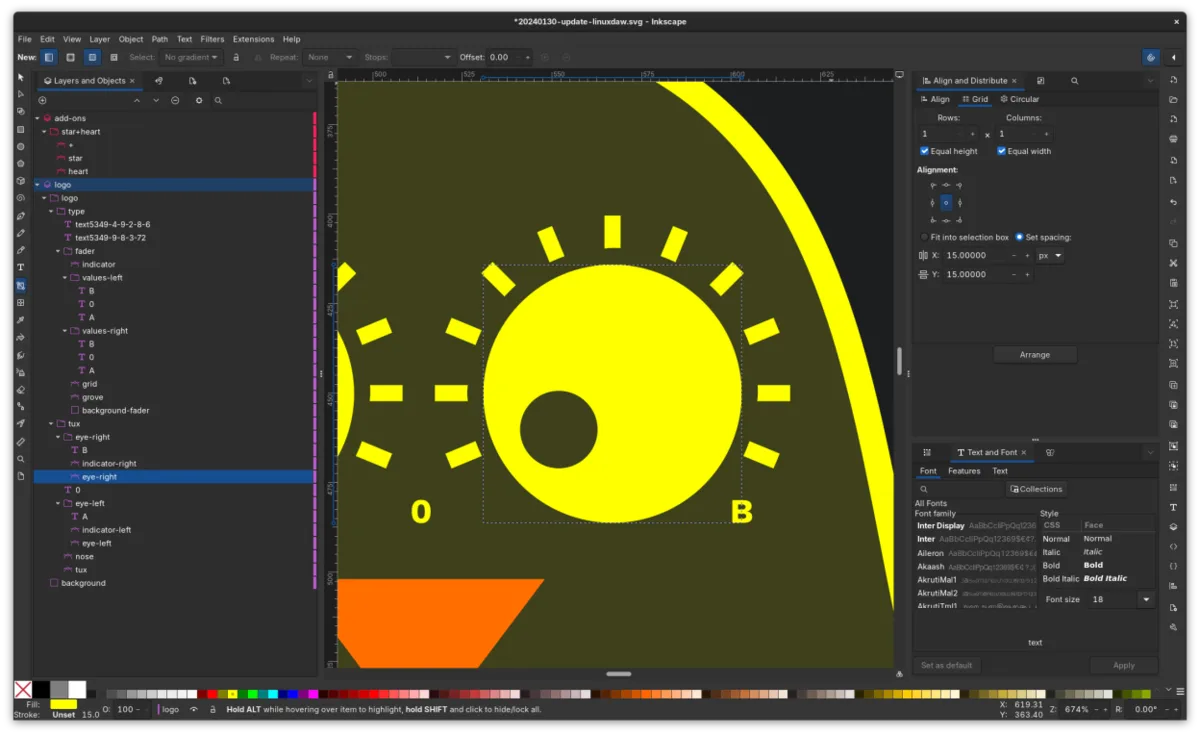 *20240130-update-linuxdaw.svg - Inkscape
File Edit View Layer Object Path Text Filters Extensions Help
New: Select: No gradient Repeat: None Stops: Offset: 0.00
Layers and Objects
add-ons
star+heart
+
star
heart
logo
logo
type
text5349-4-9-2-8-6
text5349-9-8-3-72
fader
indicator
values-left
B
0
A
values-right
B
0
A
grid
grove
background-fader
tux
eye-right
B
indicator-right
eye-right
0
eye-left
A
indicator-left
eye-left
nose
tux
background
500 525 550 575 600 625
375
400
425
450
475
500
0 B
Align and Distribute
Align Grid Circular
Rows: Columns:
1 - + x 1 - +
Equal height Equal width
Alignment:
Fit into selection box Set spacing:
X: 15.00000 - + px
Y: 15.00000 - +
Arrange
Text and Font
Font Features Text
Collections
All Fonts
Font family Style
CSS Face
Inter Display AaBbCcIiPpQq1236
Inter AaBbCcIiPpQq12369$€¢?
Aileron
Akaash
AkrutiMal1
AkrutiMal2
AkrutiTml1
Normal Normal
Italic Italic
Bold Bold
Bold Italic Bold Italic
Font size 18
text
Set as default Apply
Fill:
Stroke: Unset 15.0
O: 100 - +
logo
Hold ALT while hovering over item to highlight, hold SHIFT and click to hide/lock all.
X: 619.31
Y: 363.40
Z: 674% - + R: 0.00° - +